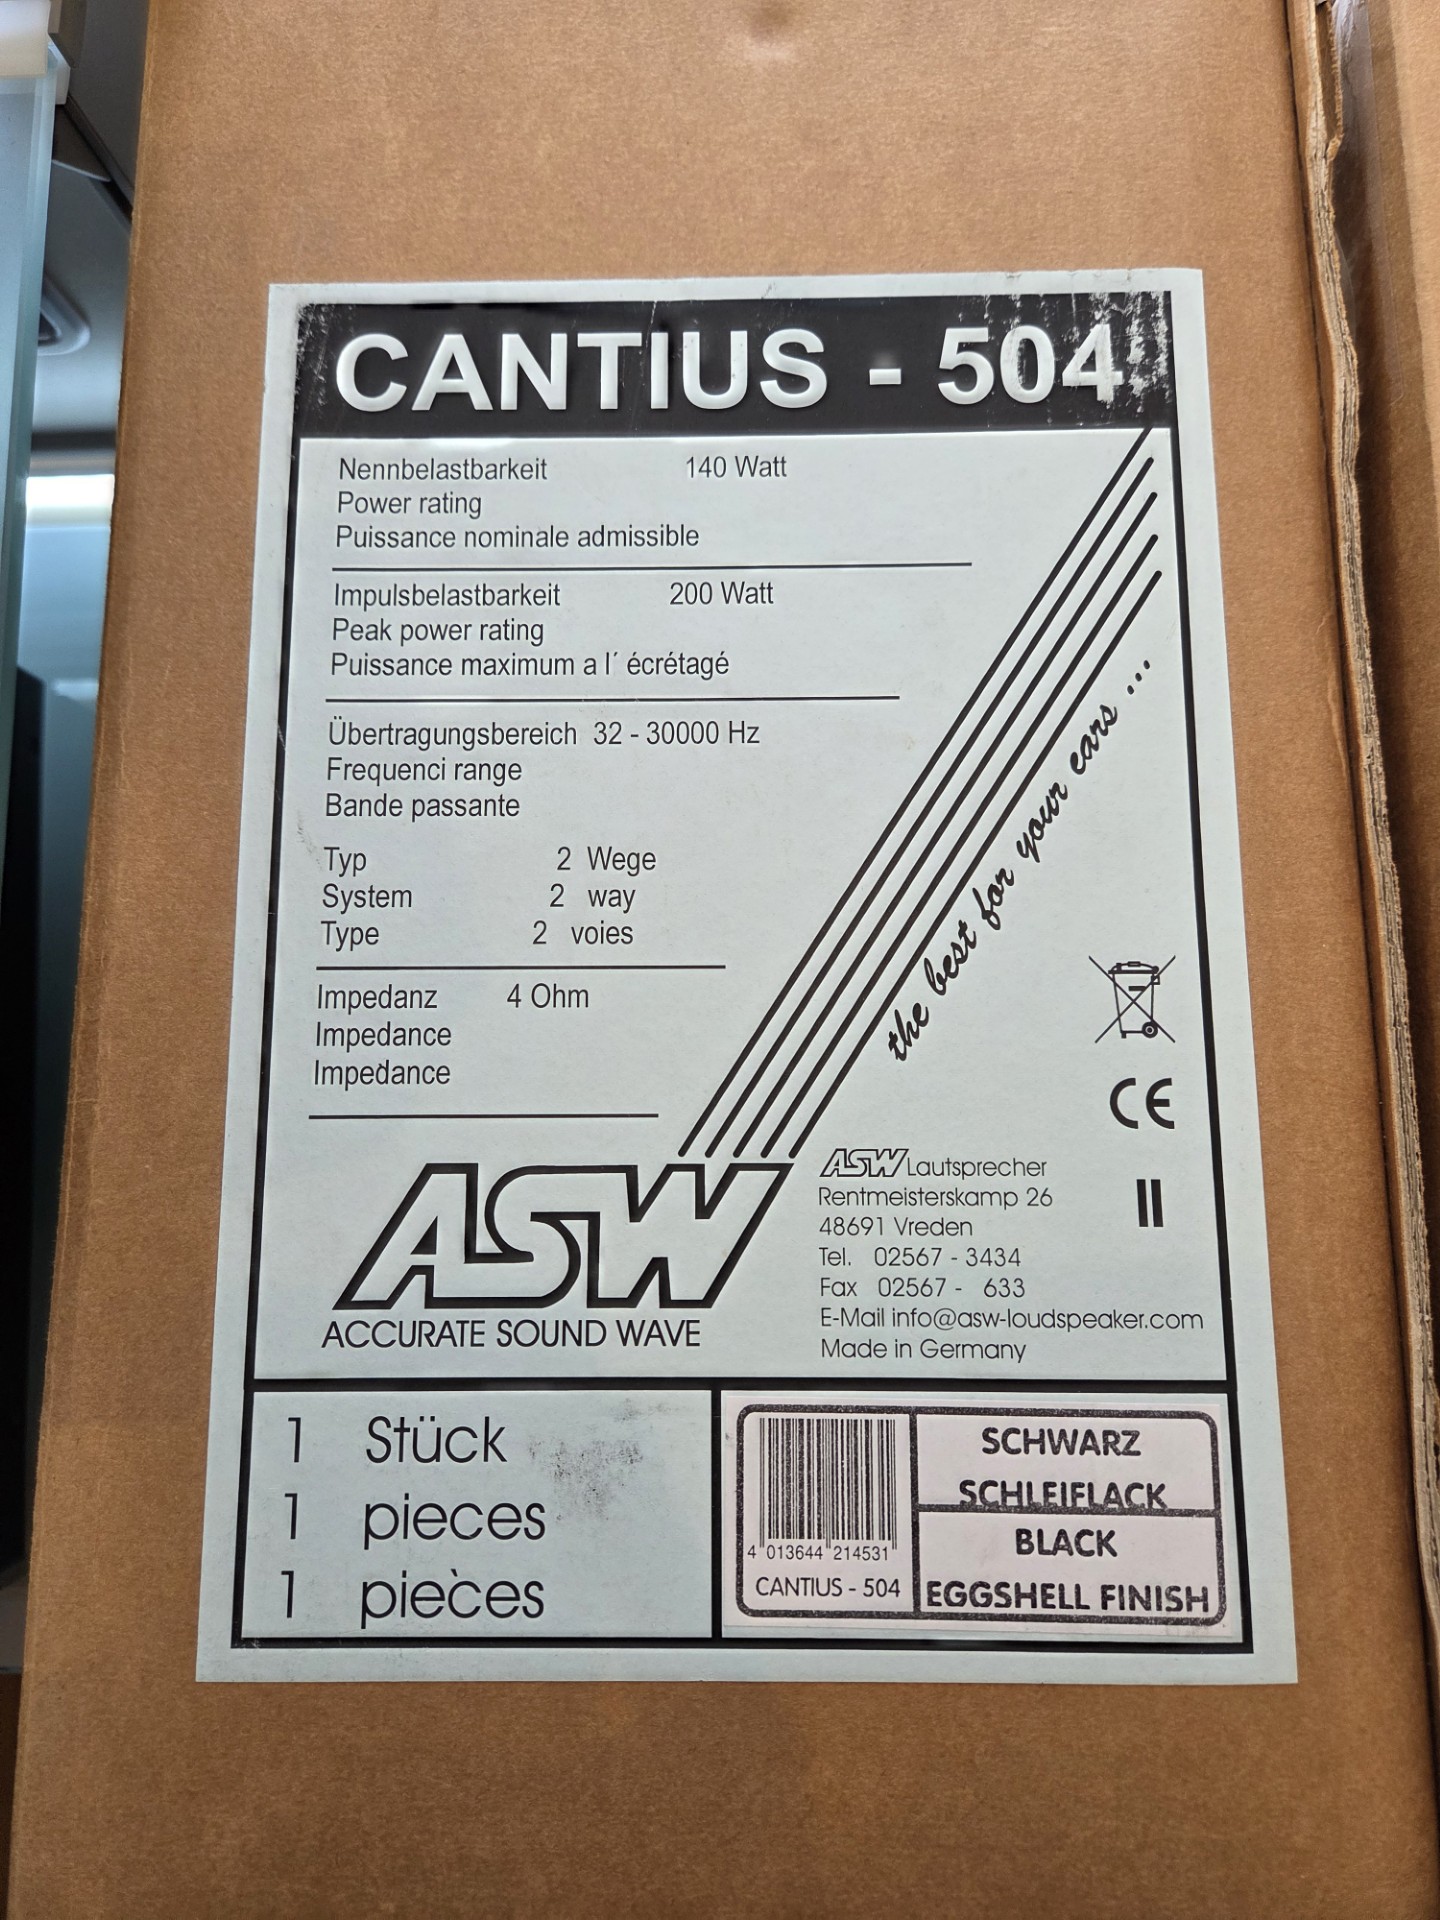 CANTIUS - 504
Nennbelastbarkeit 140 Watt
Power rating
Puissance nominale admissible
Impulsbelastbarkeit 200 Watt
Peak power rating
Puissance maximum a l´ écrétagé
Übertragungsbereich 32 - 30000 Hz
Frequenci range
Bande passante
Typ 2 Wege
System 2 way
Type 2 voies
Impedanz 4 Ohm
Impedance
Impedance
the best for your ears ...
CE
II
ASW
ACCURATE SOUND WAVE
ASW Lautsprecher
Rentmeisterskamp 26
48691 Vreden
Tel. 02567 - 3434
Fax 02567 - 633
E-Mail info@asw-loudspeaker.com
Made in Germany
1 Stück
1 pieces
1 pièces
4 013644 214531
CANTIUS - 504
SCHWARZ
SCHLEIFLACK
BLACK
EGGSHELL FINISH